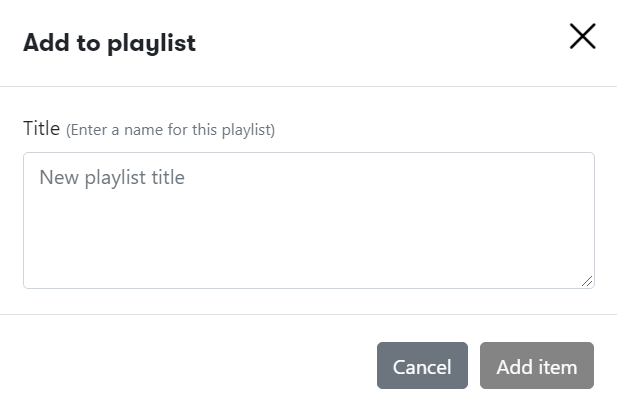 Add to playlist
Title (Enter a name for this playlist)
New playlist title
Cancel
Add item